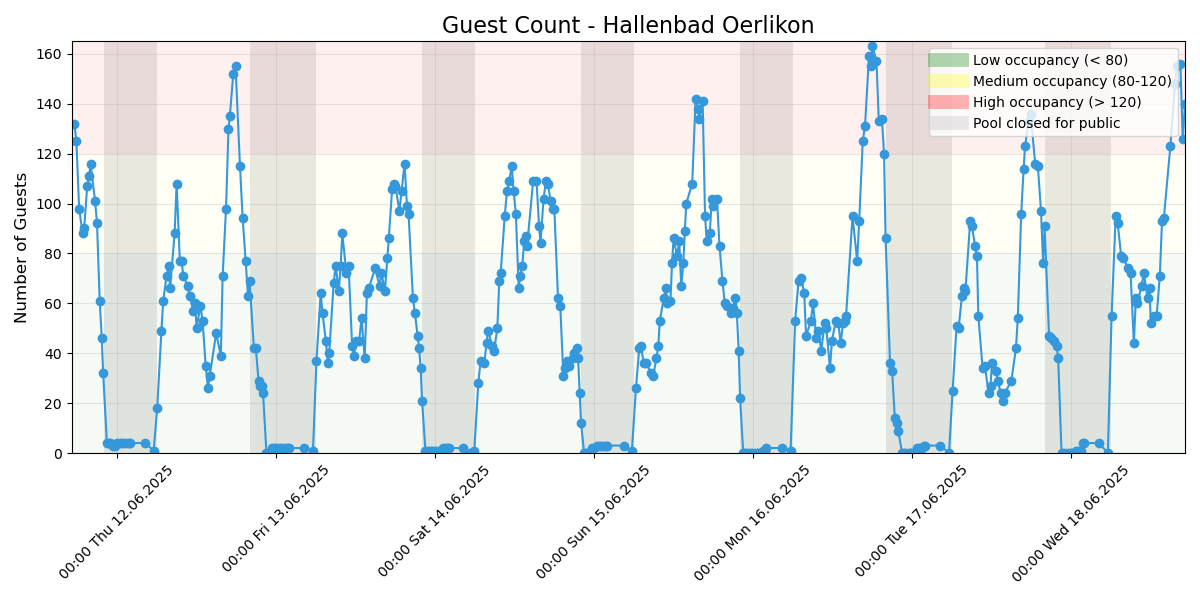 Guest Count - Hallenbad Oerlikon
Number of Guests
160
140
120
100
80
60
40
20
0
Low occupancy (< 80)
Medium occupancy (80-120)
High occupancy (> 120)
Pool closed for public
00:00 Thu 12.06.2025
00:00 Fri 13.06.2025
00:00 Sat 14.06.2025
00:00 Sun 15.06.2025
00:00 Mon 16.06.2025
00:00 Tue 17.06.2025
00:00 Wed 18.06.2025